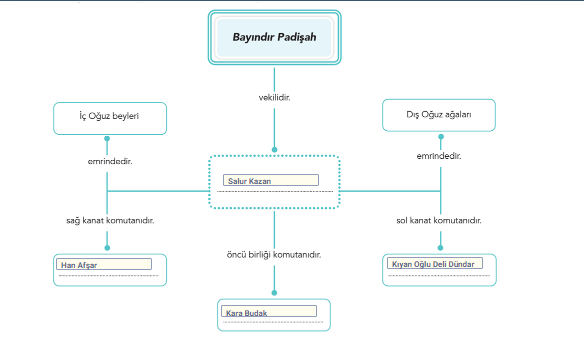 Bayındır Padişah
vekilidir.
İç Oğuz beyleri
Dış Oğuz ağaları
emrindedir.
emrindedir.
Salur Kazan
sağ kanat komutanıdır.
sol kanat komutanıdır.
öncü birliği komutanıdır.
Han Afşar
Kıyan Oğlu Deli Dündar
Kara Budak